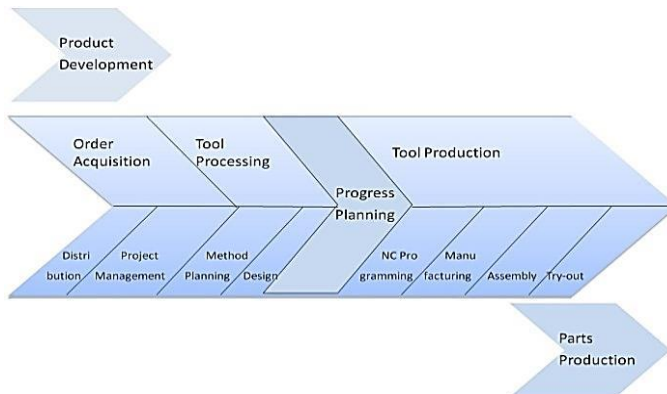 Product
Development
Order
Acquisition
Tool
Processing
Tool Production
Progress
Planning
Distri
bution
Project
Management
Method
Planning
Design
NC Pro
gramming
Manu
facturing
Assembly
Try-out
Parts
Production